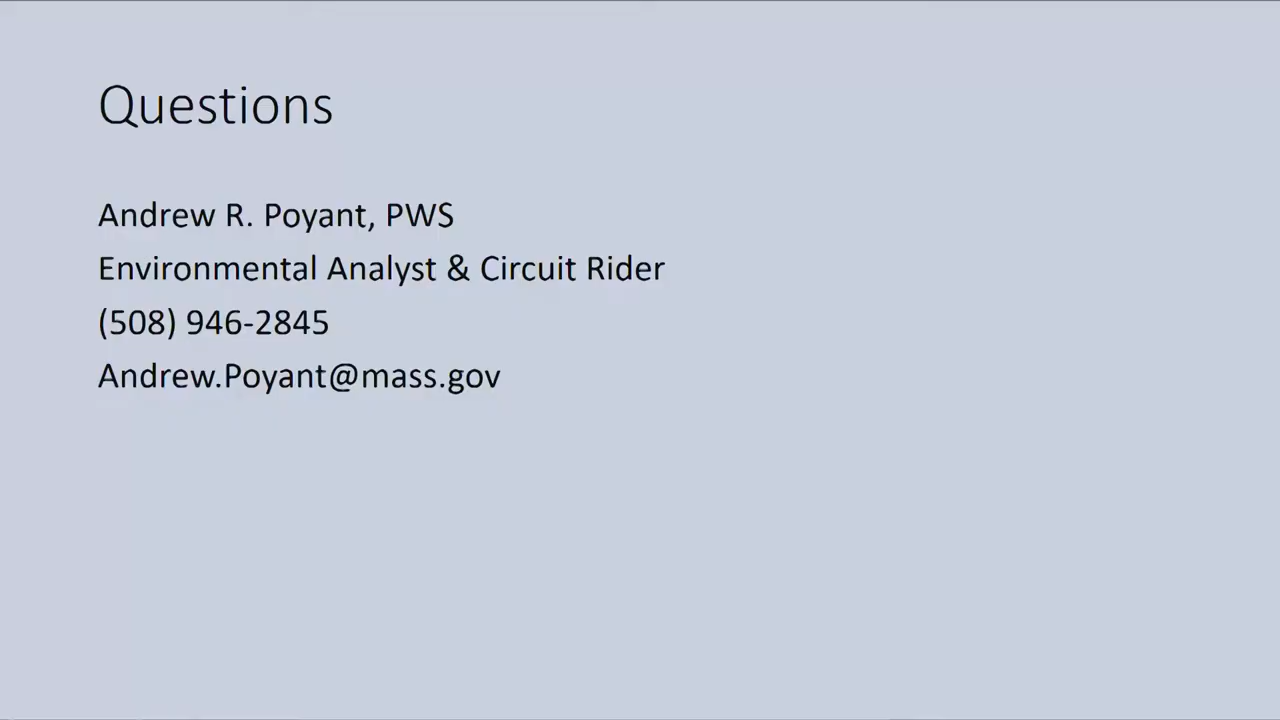 Questions
Andrew R. Poyant, PWS
Environmental Analyst & Circuit Rider
(508) 946-2845
Andrew.Poyant@mass.gov